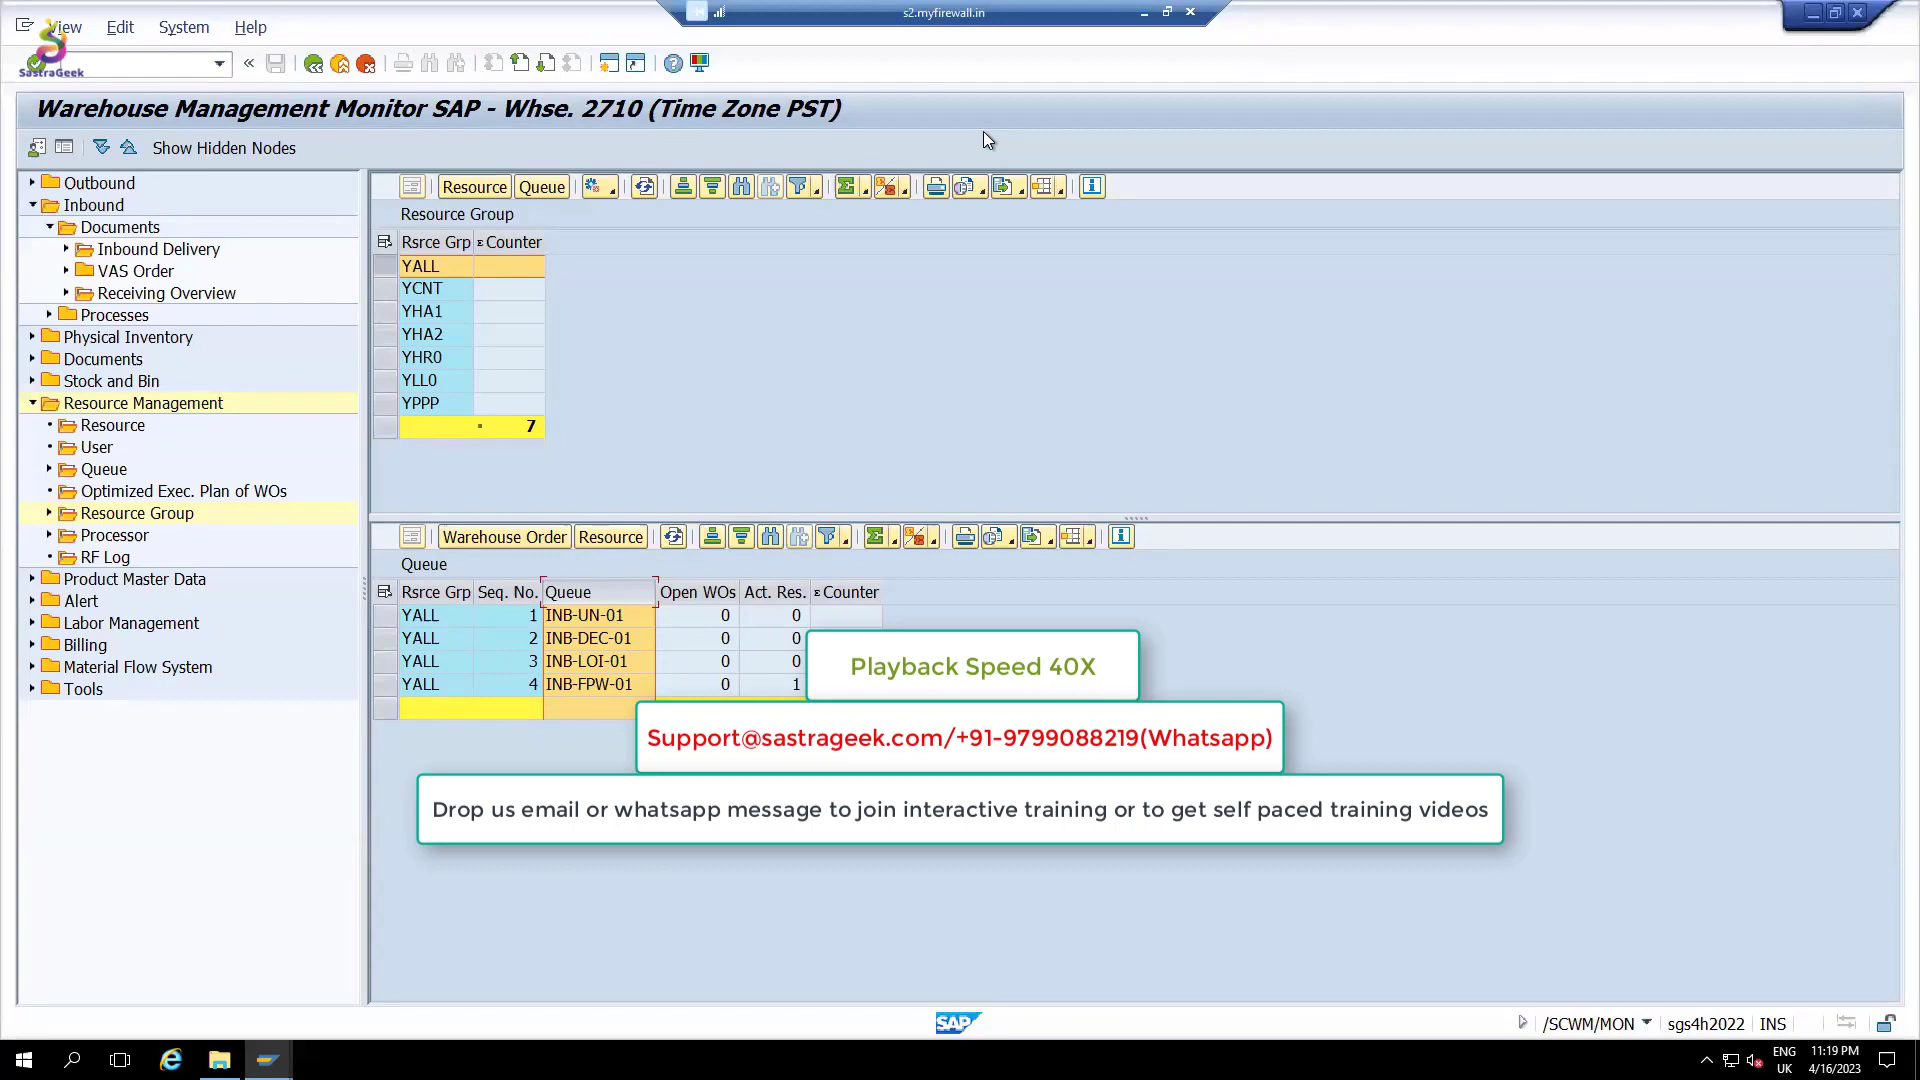 s2.myfirewall.in
View Edit System Help
SastraGeek
Warehouse Management Monitor SAP - Whse. 2710 (Time Zone PST)
Show Hidden Nodes
Outbound
Inbound
Documents
Inbound Delivery
VAS Order
Receiving Overview
Processes
Physical Inventory
Documents
Stock and Bin
Resource Management
Resource
User
Queue
Optimized Exec. Plan of WOs
Resource Group
Processor
RF Log
Product Master Data
Alert
Labor Management
Billing
Material Flow System
Tools
Resource Queue
Resource Group
Rsrce Grp Counter
YALL
YCNT
YHA1
YHA2
YHR0
YLL0
YPPP
7
Warehouse Order Resource
Queue
Rsrce Grp Seq. No. Queue Open WOs Act. Res. Counter
YALL 1 INB-UN-01 0 0
YALL 2 INB-DEC-01 0 0
YALL 3 INB-LOI-01 0 0
YALL 4 INB-FPW-01 0 1
Playback Speed 40X
Support@sastrageek.com/+91-9799088219(Whatsapp)
Drop us email or whatsapp message to join interactive training or to get self paced training videos
SAP
/SCWM/MON sgs4h2022 INS
ENG 11:19 PM
UK 4/16/2023